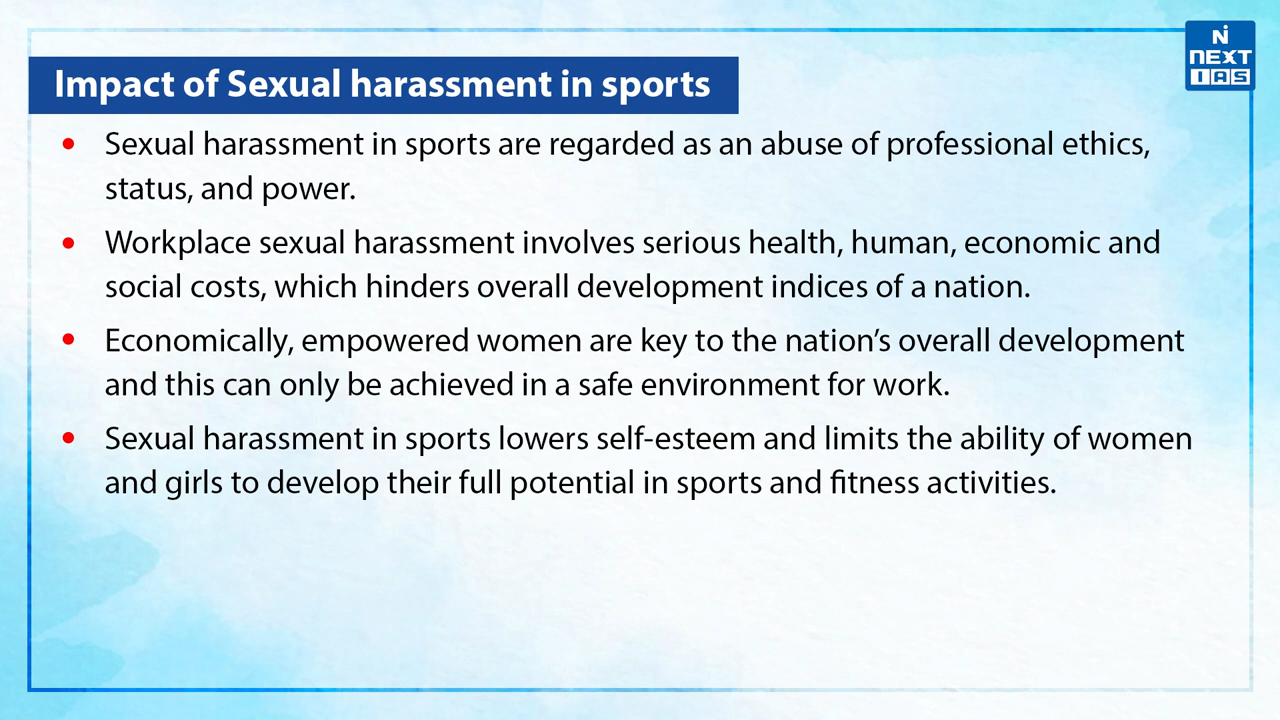 Impact of Sexual harassment in sports
N
NEXT
IAS
• Sexual harassment in sports are regarded as an abuse of professional ethics,
status, and power.
• Workplace sexual harassment involves serious health, human, economic and
social costs, which hinders overall development indices of a nation.
• Economically, empowered women are key to the nation’s overall development
and this can only be achieved in a safe environment for work.
• Sexual harassment in sports lowers self-esteem and limits the ability of women
and girls to develop their full potential in sports and fitness activities.